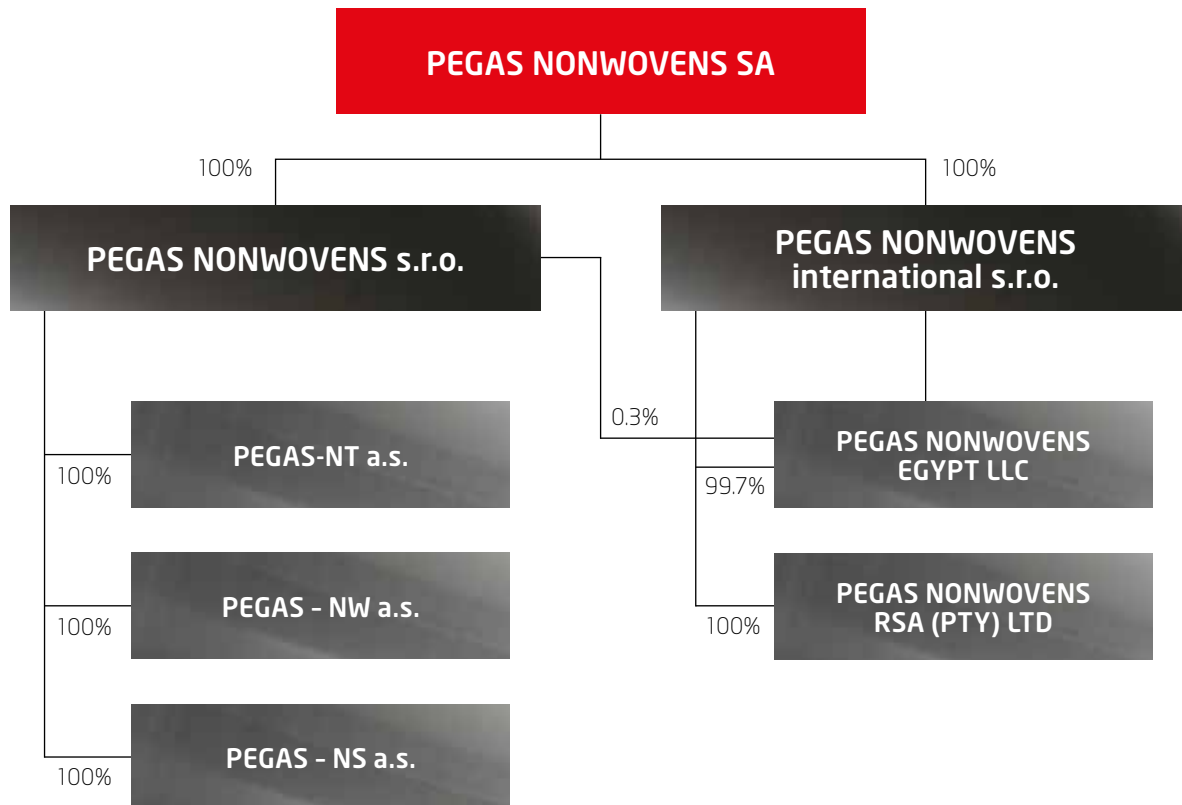 PEGAS NONWOVENS SA
100%
100%
PEGAS NONWOVENS s.r.o.
PEGAS NONWOVENS
international s.r.o.
0.3%
PEGAS-NT a.s.
100%
PEGAS NONWOVENS
EGYPT LLC
99.7%
PEGAS – NW a.s.
100%
PEGAS NONWOVENS
RSA (PTY) LTD
100%
PEGAS – NS a.s.
100%